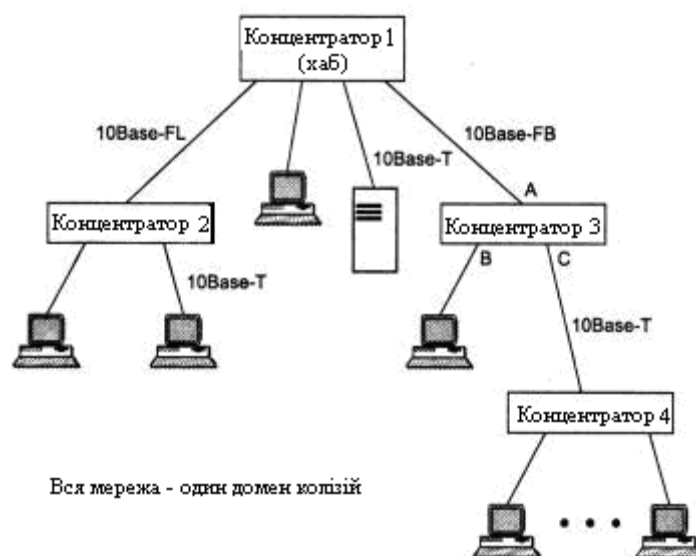 Концентратор 1
(хаб)
10Base-FL
10Base-T
10Base-FB
A
Концентратор 2
Концентратор 3
B
C
10Base-T
10Base-T
Концентратор 4
Вся мережа - один домен колізій